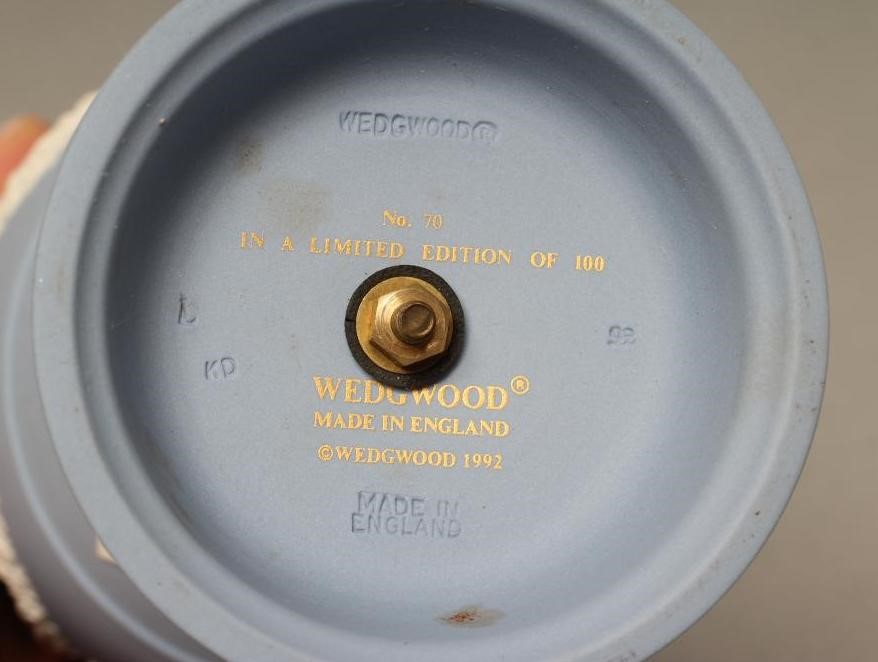 WEDGWOOD®
No. 70
IN A LIMITED EDITION OF 100
L
KD
WEDGWOOD®
MADE IN ENGLAND
©WEDGWOOD 1992
MADE IN
ENGLAND